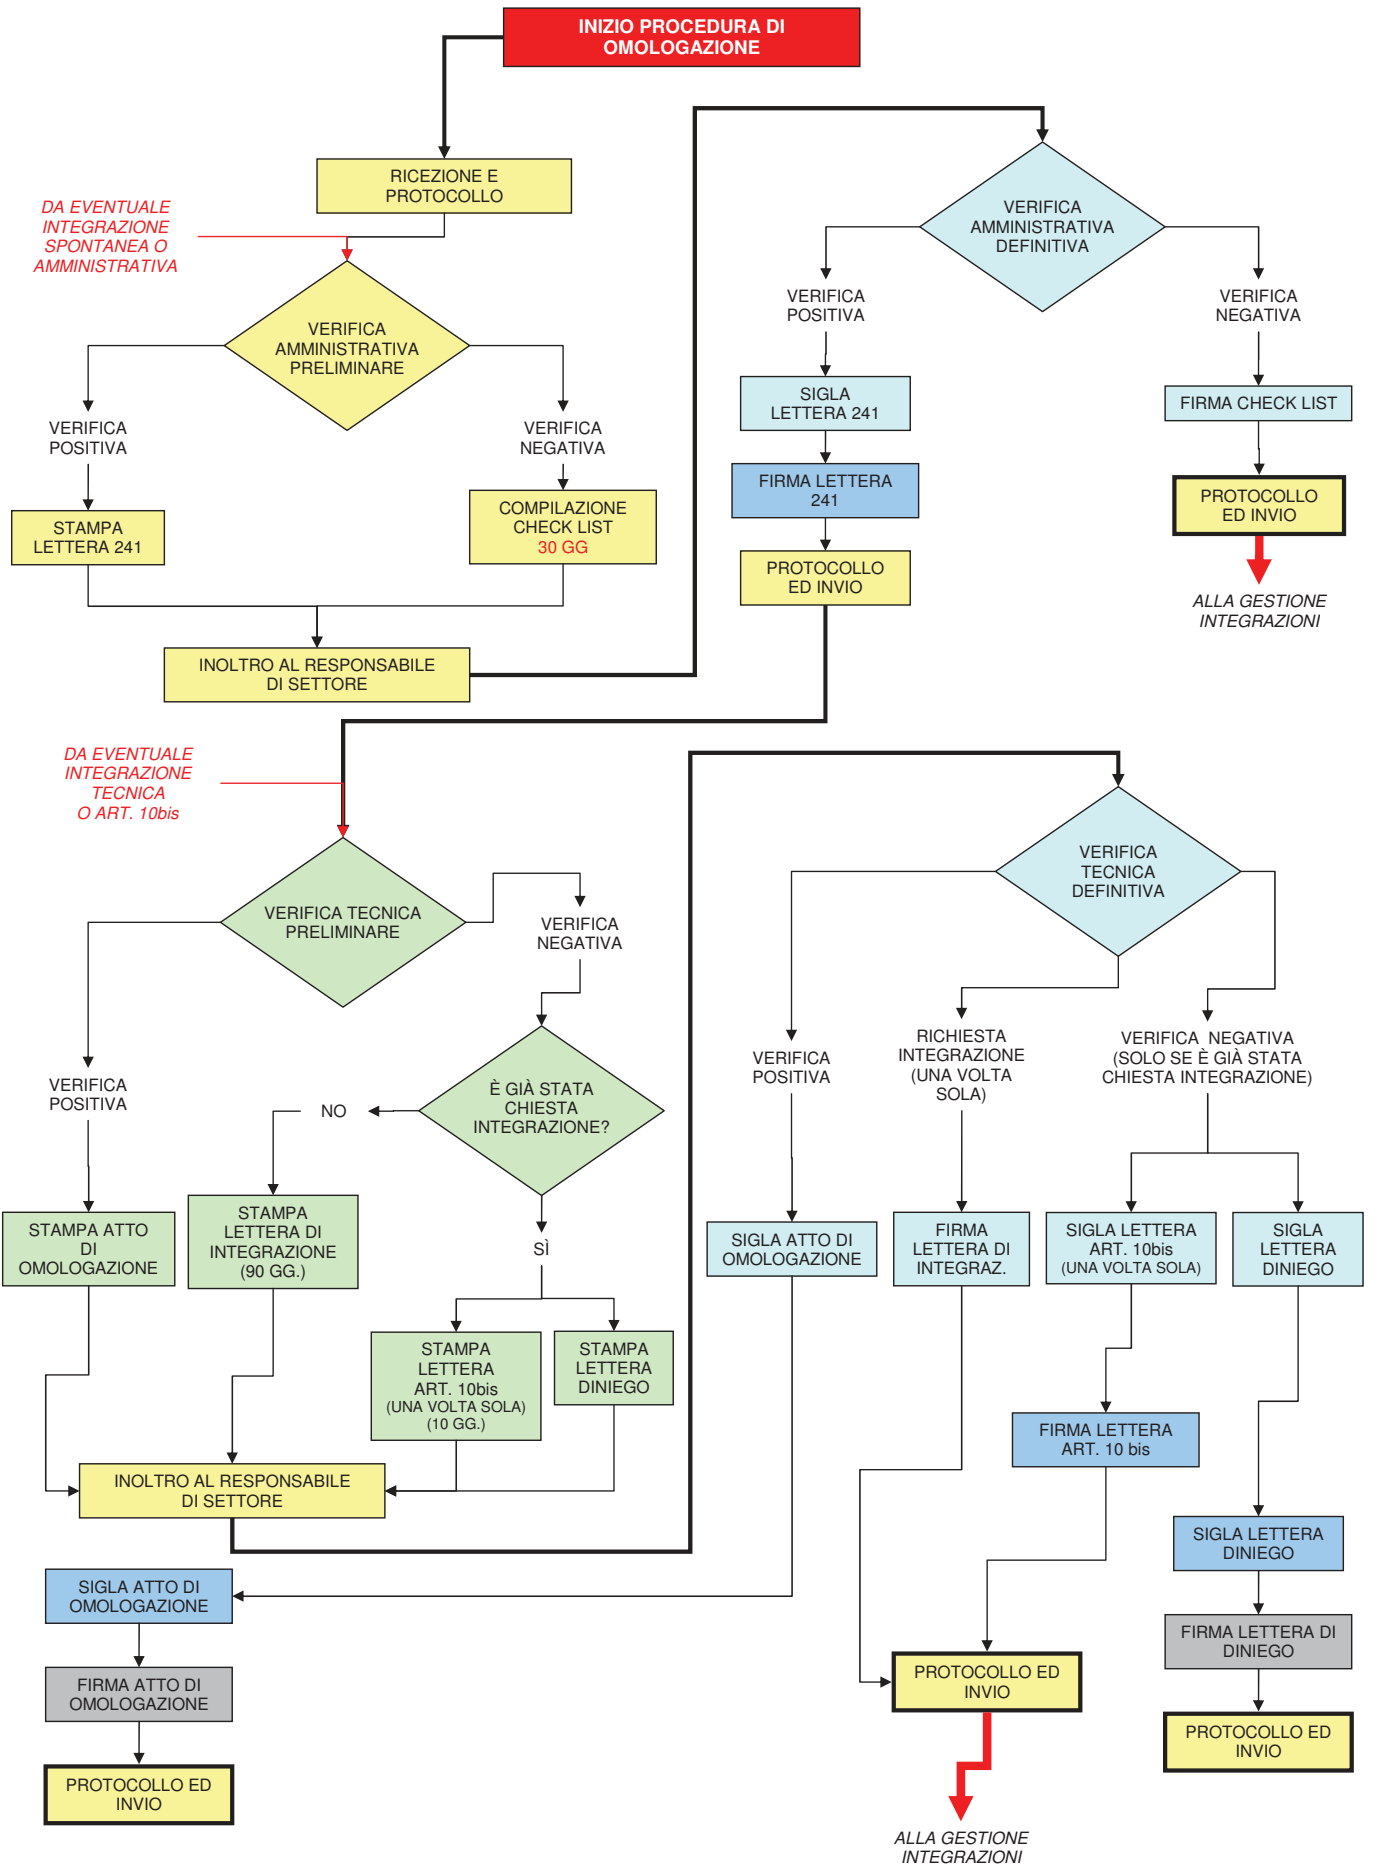 INIZIO PROCEDURA DI
OMOLOGAZIONE
RICEZIONE E
PROTOCOLLO
DA EVENTUALE
INTEGRAZIONE
SPONTANEA O
AMMINISTRATIVA
VERIFICA
AMMINISTRATIVA
PRELIMINARE
VERIFICA
POSITIVA
VERIFICA
NEGATIVA
STAMPA
LETTERA 241
COMPILAZIONE
CHECK LIST
30 GG
INOLTRO AL RESPONSABILE
DI SETTORE
VERIFICA
AMMINISTRATIVA
DEFINITIVA
VERIFICA
POSITIVA
VERIFICA
NEGATIVA
SIGLA
LETTERA 241
FIRMA CHECK LIST
FIRMA LETTERA
241
PROTOCOLLO
ED INVIO
PROTOCOLLO
ED INVIO
ALLA GESTIONE
INTEGRAZIONI
DA EVENTUALE
INTEGRAZIONE
TECNICA
O ART. 10bis
VERIFICA TECNICA
PRELIMINARE
VERIFICA
NEGATIVA
È GIÀ STATA
CHIESTA
INTEGRAZIONE?
VERIFICA
POSITIVA
NO
SÌ
STAMPA ATTO
DI
OMOLOGAZIONE
STAMPA
LETTERA DI
INTEGRAZIONE
(90 GG.)
STAMPA
LETTERA
ART. 10bis
(UNA VOLTA SOLA)
(10 GG.)
STAMPA
LETTERA
DINIEGO
INOLTRO AL RESPONSABILE
DI SETTORE
VERIFICA
TECNICA
DEFINITIVA
VERIFICA
POSITIVA
RICHIESTA
INTEGRAZIONE
(UNA VOLTA
SOLA)
VERIFICA  NEGATIVA
(SOLO SE È GIÀ STATA
CHIESTA INTEGRAZIONE)
SIGLA ATTO DI
OMOLOGAZIONE
FIRMA
LETTERA DI
INTEGRAZ.
SIGLA LETTERA
ART. 10bis
(UNA VOLTA SOLA)
SIGLA
LETTERA
DINIEGO
FIRMA LETTERA
ART. 10 bis
SIGLA LETTERA
DINIEGO
SIGLA ATTO DI
OMOLOGAZIONE
FIRMA LETTERA DI
DINIEGO
FIRMA ATTO DI
OMOLOGAZIONE
PROTOCOLLO ED
INVIO
PROTOCOLLO ED
INVIO
PROTOCOLLO ED
INVIO
ALLA GESTIONE
INTEGRAZIONI